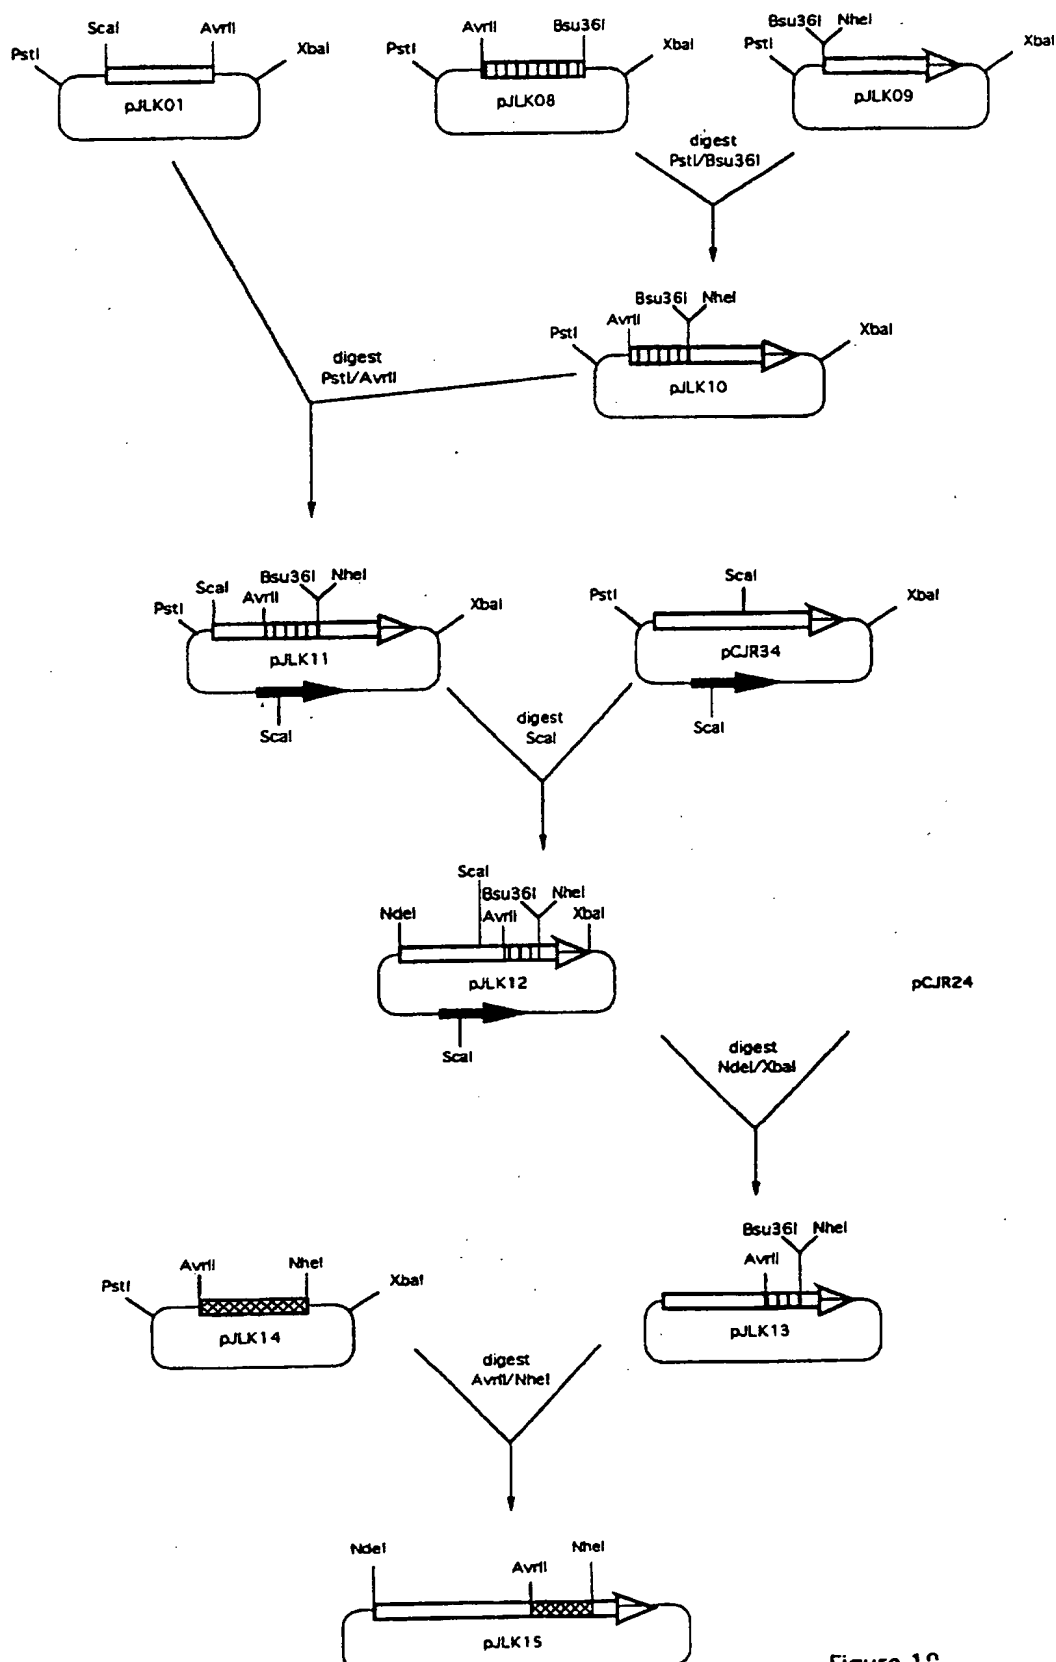 ScaI
AvrII
PstI
XbaI
pJLK01
AvrII
Bsu36I
PstI
XbaI
pJLK08
Bsu36I NheI
PstI
XbaI
pJLK09
digest
PstI/Bsu36I
Bsu36I NheI
AvrII
PstI
XbaI
pJLK10
digest
PstI/AvrII
Bsu36I NheI
ScaI
AvrII
PstI
XbaI
pJLK11
ScaI
ScaI
PstI
XbaI
pCJR34
ScaI
digest
ScaI
ScaI
Bsu36I NheI
NdeI
AvrII
XbaI
pJLK12
ScaI
pCJR24
digest
NdeI/XbaI
Bsu36I NheI
AvrII
pJLK13
AvrII
NheI
PstI
XbaI
pJLK14
digest
AvrII/NheI
NdeI
AvrII
NheI
pJLK15